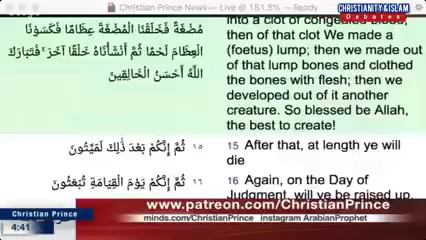 Christian Prince News — Live @ 151,5% — Ready
CHRISTIANITY & ISLAM
Debates
into a clot of congealed blood;
then of that clot We made a
(foetus) lump; then we made out
of that lump bones and clothed
the bones with flesh; then we
developed out of it another
creature. So blessed be Allah,
the best to create!
مُضْغَةً فَخَلَقْنَا الْمُضْغَةَ عِظَامًا فَكَسَوْنَا
الْعِظَامَ لَحْمًا ثُمَّ أَنْشَأْنَاهُ خَلْقًا آخَرَ ۚ فَتَبَارَكَ
اللَّهُ أَحْسَنُ الْخَالِقِينَ
15 After that, at length ye will
die
١٥ ثُمَّ إِنَّكُمْ بَعْدَ ذَٰلِكَ لَمَيِّتُونَ
16 Again, on the Day of
Judgment, will ye be raised up.
١٦ ثُمَّ إِنَّكُمْ يَوْمَ الْقِيَامَةِ تُبْعَثُونَ
Christian Prince
4:41
www.patreon.com/ChristianPrince
minds.com/ChristianPrince instagram ArabianProphet